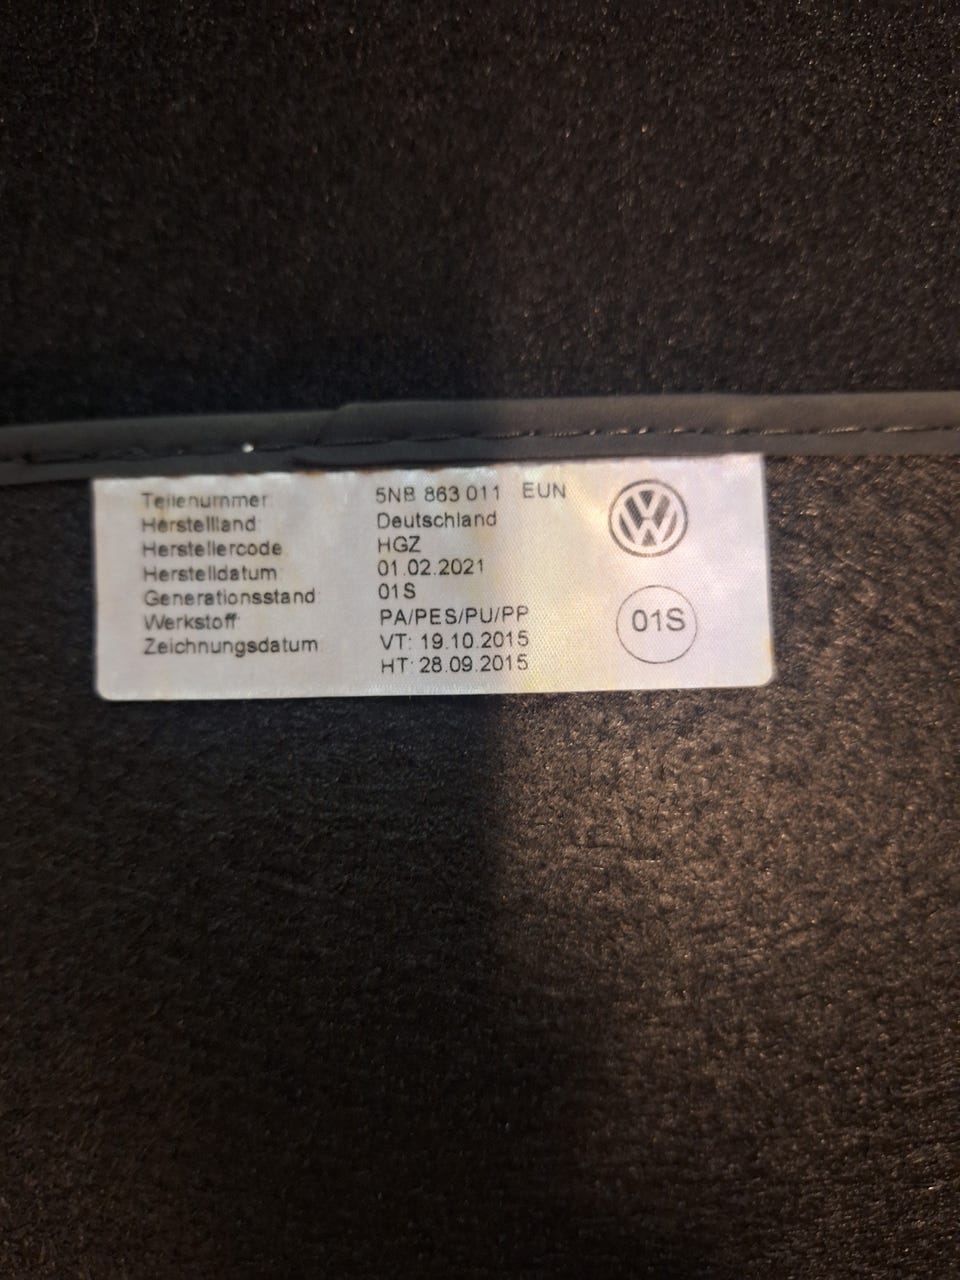 Teilenummer: 5NB 863 011 EUN
Herstellland: Deutschland
Herstellercode: HGZ
Herstelldatum: 01.02.2021
Generationsstand: 01S
Werkstoff: PA/PES/PU/PP
Zeichnungsdatum: VT: 19.10.2015
HT: 28.09.2015
01S